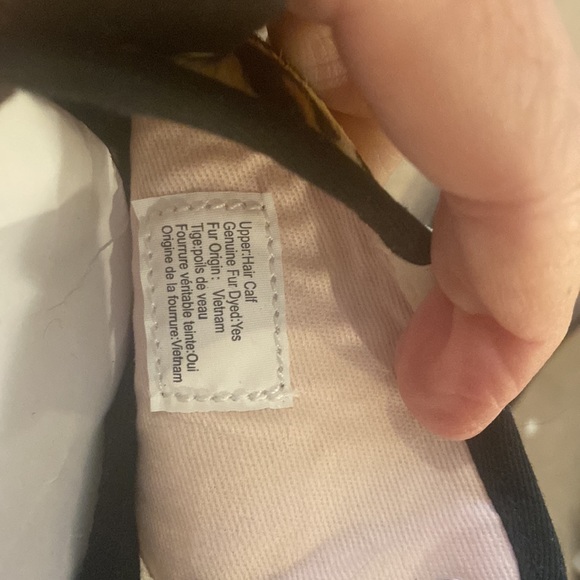 Upper:Hair Calf
Genuine Fur Dyed:Yes
Fur Origin: Vietnam
Tige:poils de veau
Fourrure véritable teinte:Oui
Origine de la fourrure:Vietnam